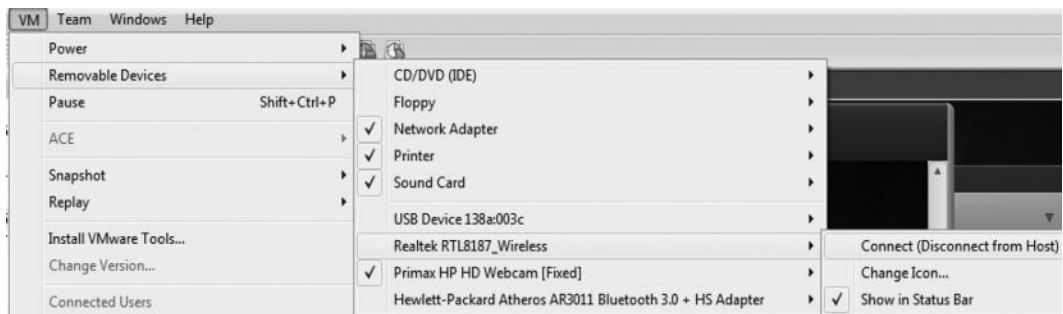 VM Team Windows Help
Power
Removable Devices
Pause Shift+Ctrl+P
ACE
Snapshot
Replay
Install VMware Tools...
Change Version...
Connected Users
CD/DVD (IDE)
Floppy
Network Adapter
Printer
Sound Card
USB Device 138a:003c
Realtek RTL8187_Wireless
Primax HP HD Webcam [Fixed]
Hewlett-Packard Atheros AR3011 Bluetooth 3.0 + HS Adapter
Connect (Disconnect from Host)
Change Icon...
Show in Status Bar